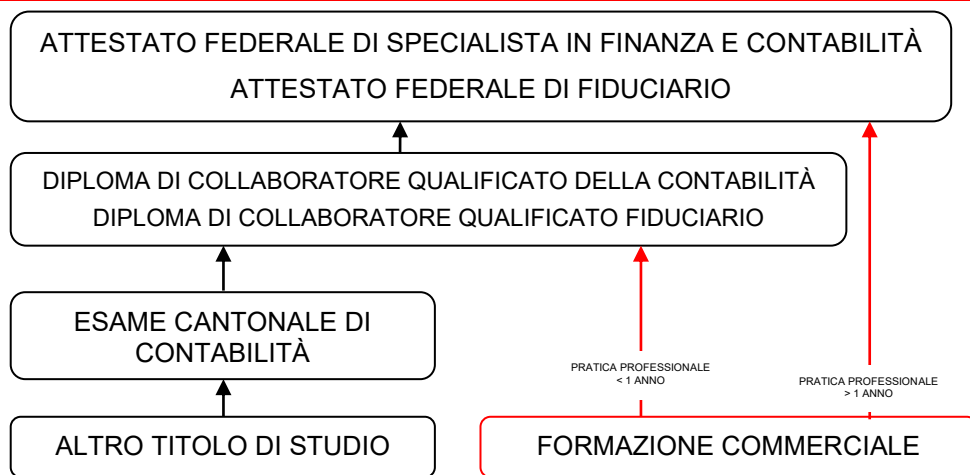 ATTESTATO FEDERALE DI SPECIALISTA IN FINANZA E CONTABILITÀ
ATTESTATO FEDERALE DI FIDUCIARIO
DIPLOMA DI COLLABORATORE QUALIFICATO DELLA CONTABILITÀ
DIPLOMA DI COLLABORATORE QUALIFICATO FIDUCIARIO
ESAME CANTONALE DI
CONTABILITÀ
PRATICA PROFESSIONALE
< 1 ANNO
PRATICA PROFESSIONALE
> 1 ANNO
ALTRO TITOLO DI STUDIO
FORMAZIONE COMMERCIALE